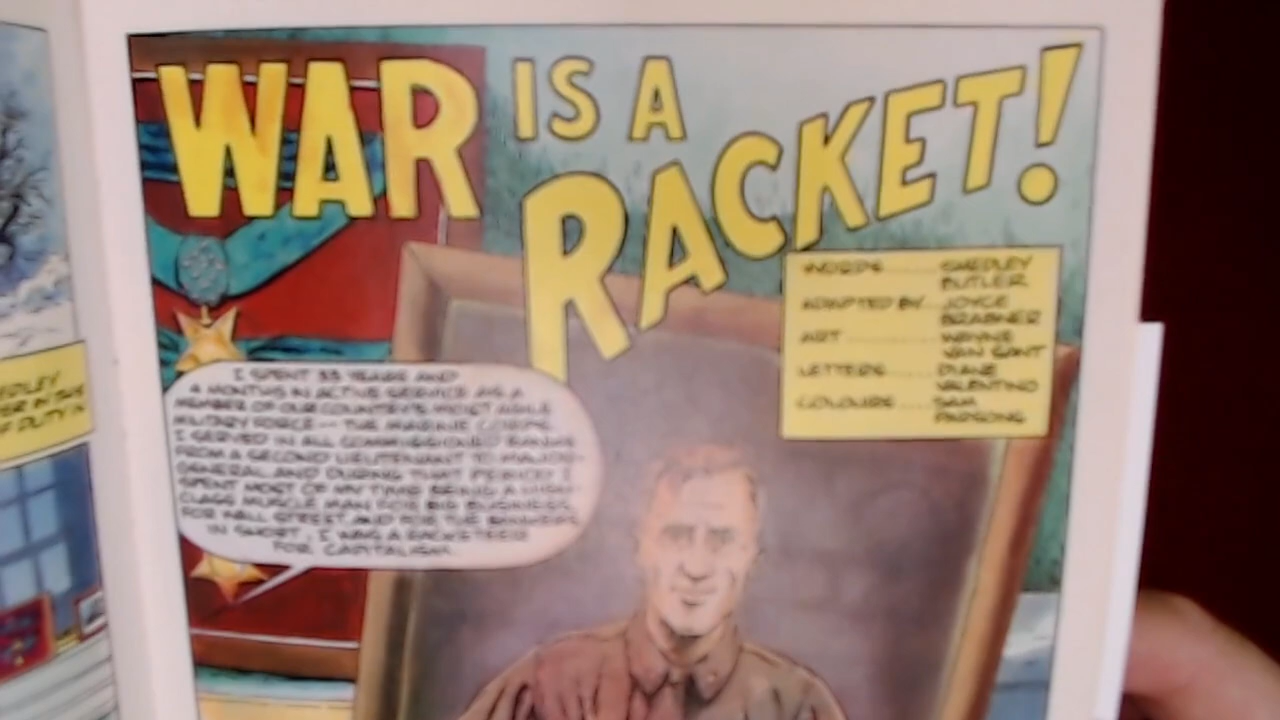 WAR IS A
RACKET!
WORDS........SMEDLEY
BUTLER
ADAPTED BY..JOYCE
BRABNER
ART..............WAYNE
VAN SANT
LETTERS.......DIANE
VALENTINO
COLOURS.....SAM
PARSONS
I SPENT 33 YEARS AND
4 MONTHS IN ACTIVE SERVICE AS A
MEMBER OF OUR COUNTRY'S MOST AGILE
MILITARY FORCE -- THE MARINE CORPS.
I SERVED IN ALL COMMISSIONED RANKS
FROM A SECOND LIEUTENANT TO MAJOR-
GENERAL. AND DURING THAT PERIOD I
SPENT MOST OF MY TIME BEING A HIGH-
CLASS MUSCLE MAN FOR BIG BUSINESS,
FOR WALL STREET AND FOR THE BANKERS.
IN SHORT, I WAS A RACKETEER
FOR CAPITALISM.
EDLEY
OF DUTY IN